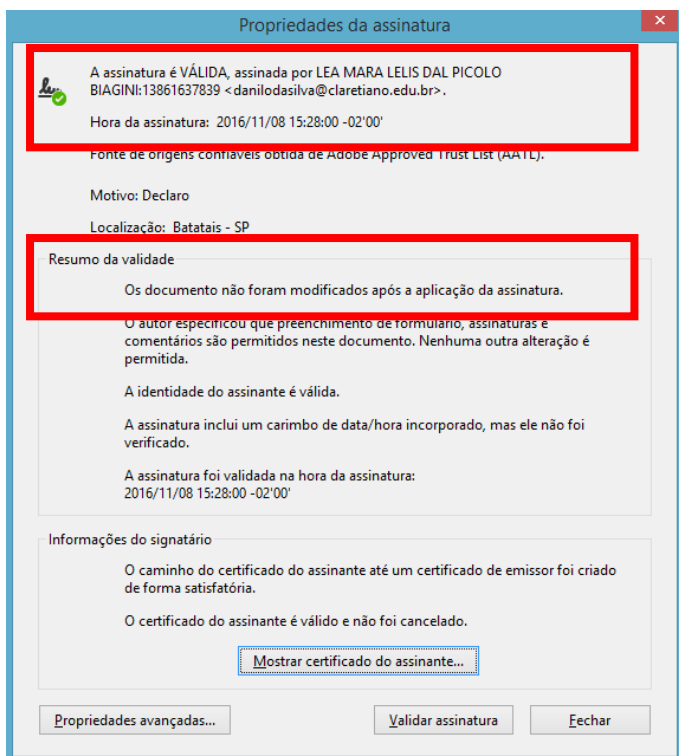 Propriedades da assinatura
A assinatura é VÁLIDA, assinada por LEA MARA LELIS DAL PICOLO
BIAGINI:13861637839 <danilodasilva@claretiano.edu.br>.
Hora da assinatura: 2016/11/08 15:28:00 -02'00'
Fonte de origens confiáveis obtida de Adobe Approved Trust List (AATL).
Motivo: Declaro
Localização: Batatais - SP
Resumo da validade
Os documento não foram modificados após a aplicação da assinatura.
O autor especificou que preenchimento de formulário, assinaturas e
comentários são permitidos neste documento. Nenhuma outra alteração é
permitida.
A identidade do assinante é válida.
A assinatura inclui um carimbo de data/hora incorporado, mas ele não foi
verificado.
A assinatura foi validada na hora da assinatura:
2016/11/08 15:28:00 -02'00'
Informações do signatário
O caminho do certificado do assinante até um certificado de emissor foi criado
de forma satisfatória.
O certificado do assinante é válido e não foi cancelado.
Mostrar certificado do assinante...
Propriedades avançadas... Validar assinatura Fechar